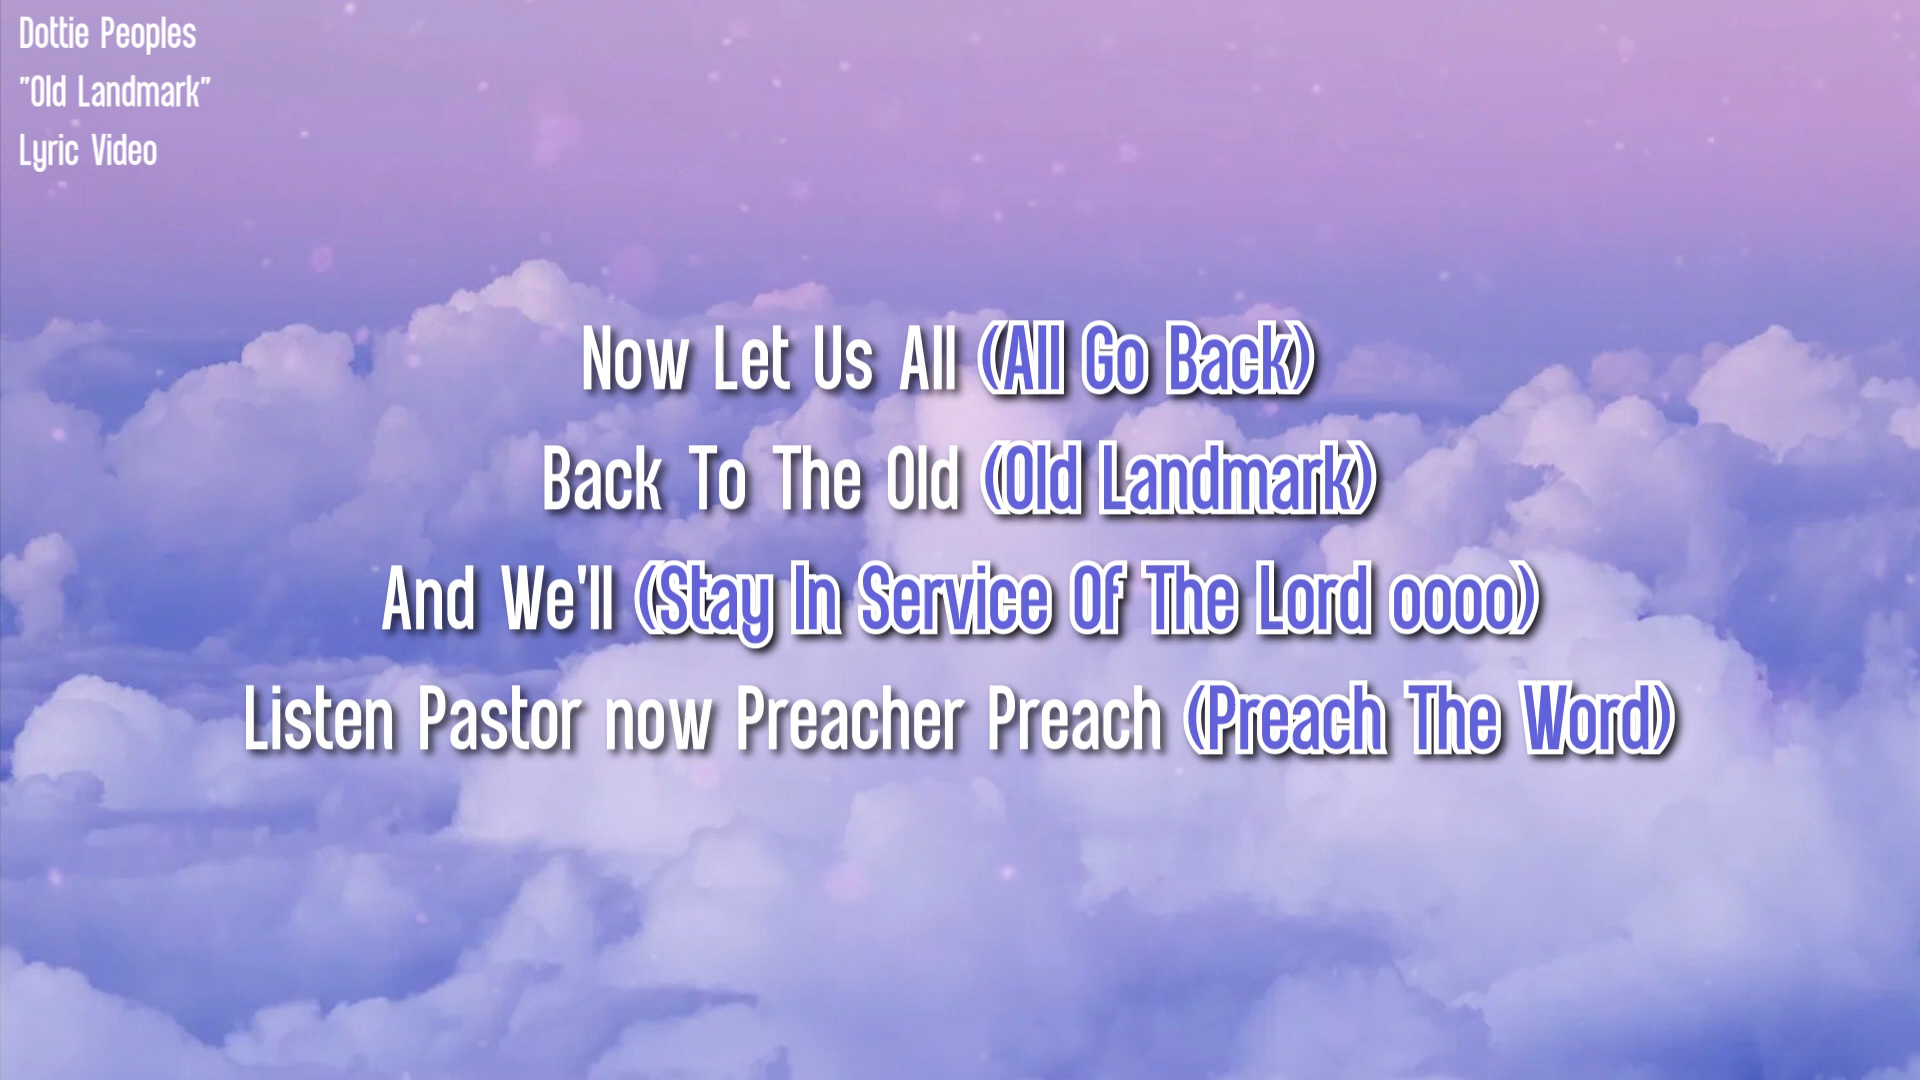 Dottie Peoples
"Old Landmark"
Lyric Video
Now Let Us All (All Go Back)
Back To The Old (Old Landmark)
And We'll (Stay In Service Of The Lord oooo)
Listen Pastor now Preacher Preach (Preach The Word)